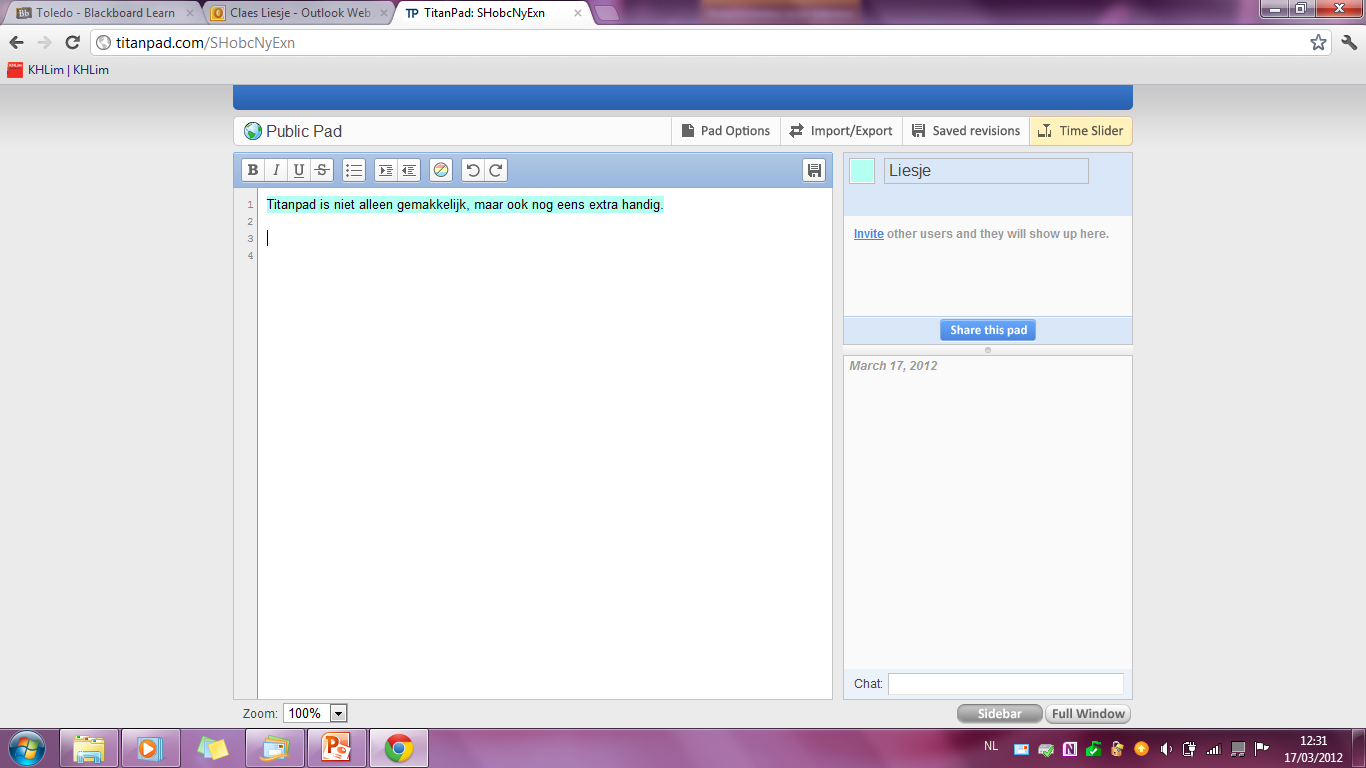 Toledo - Blackboard Learn
Claes Liesje - Outlook Web
TitanPad: SHobcNyExn
titanpad.com/SHobcNyExn
KHLim | KHLim
Public Pad
Pad Options
Import/Export
Saved revisions
Time Slider
B I U S
Liesje
1 Titanpad is niet alleen gemakkelijk, maar ook nog eens extra handig.
2
3
4
Invite other users and they will show up here.
Share this pad
March 17, 2012
Chat:
Zoom: 100%
Sidebar
Full Window
NL
12:31
17/03/2012